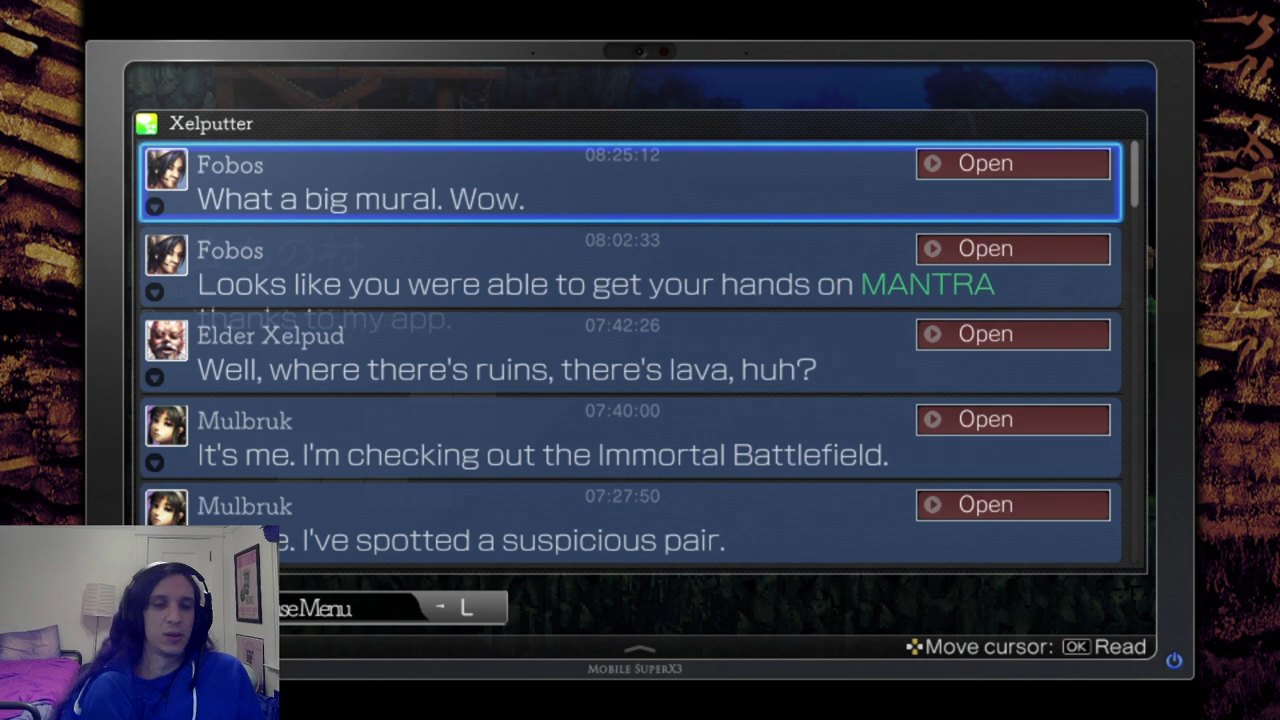 Xelputter
Fobos
08:25:12
Open
What a big mural. Wow.
Fobos
08:02:33
Open
Looks like you were able to get your hands on MANTRA
thanks to my app.
Elder Xelpud
07:42:26
Open
Well, where there's ruins, there's lava, huh?
Mulbruk
07:40:00
Open
It's me. I'm checking out the Immortal Battlefield.
Mulbruk
07:27:50
Open
I've spotted a suspicious pair.
Menu
L
Move cursor: OK Read
MOBILE SUPERX3